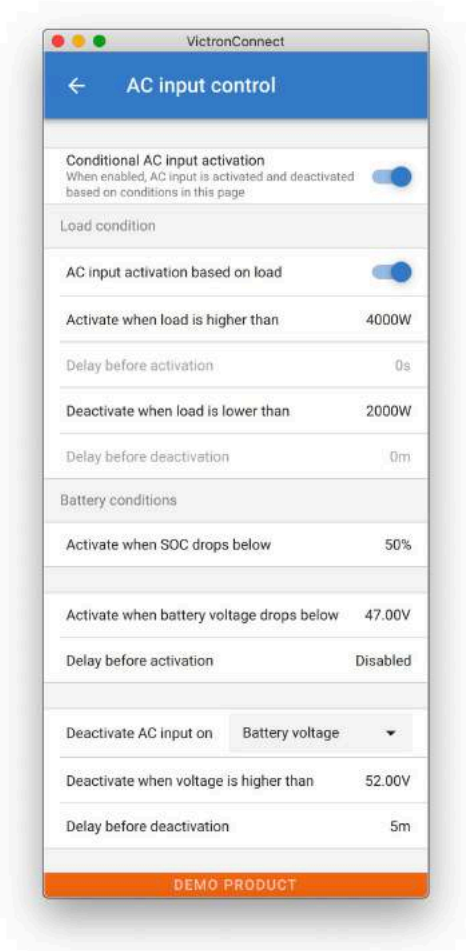 VictronConnect
AC input control
Conditional AC input activation
When enabled, AC input is activated and deactivated
based on conditions in this page
Load condition
AC input activation based on load
Activate when load is higher than 4000W
Delay before activation 0s
Deactivate when load is lower than 2000W
Delay before deactivation 0m
Battery conditions
Activate when SOC drops below 50%
Activate when battery voltage drops below 47.00V
Delay before activation Disabled
Deactivate AC input on Battery voltage
Deactivate when voltage is higher than 52.00V
Delay before deactivation 5m
DEMO PRODUCT